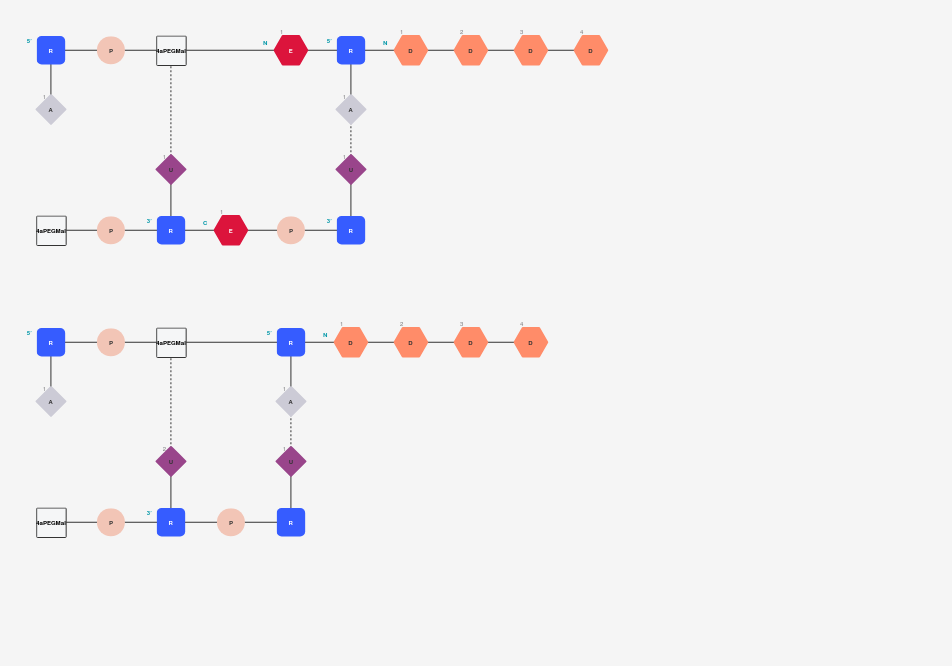 1 1 2 3 4
5' R P 4aPEGMal N E 5' R N D D D D
1 A 1 A
1 U 1 U
1
4aPEGMal P 3' R C E P 3' R
1 2 3 4
5' R P 4aPEGMal 5' R N D D D D
1 A 1 A
2 U 1 U
4aPEGMal P 3' R P R